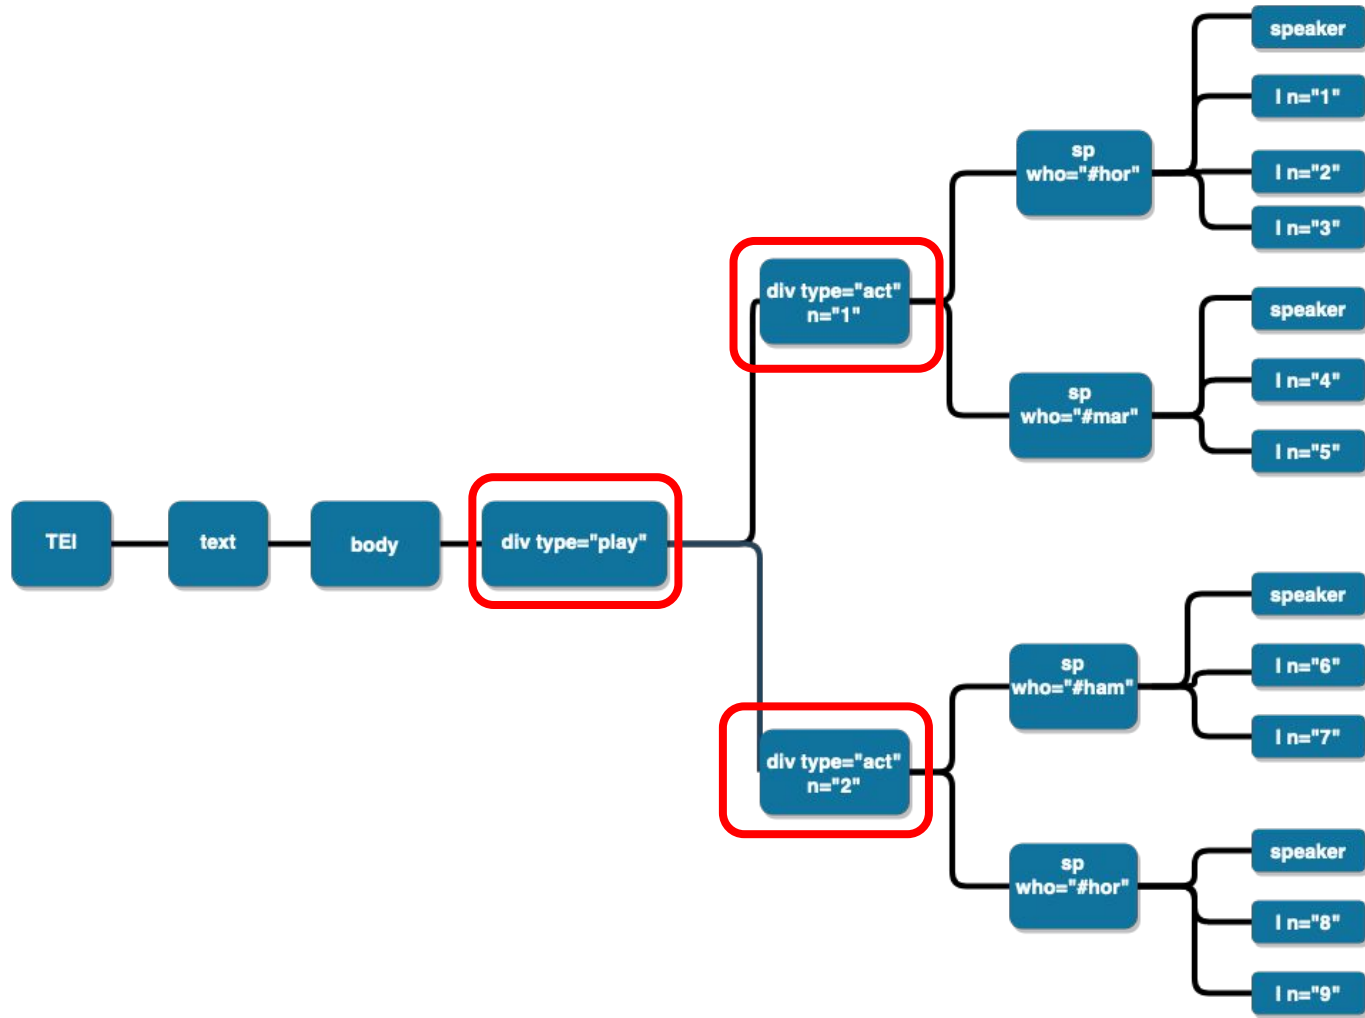 TEI
text
body
div type="play"
div type="act"
n="1"
sp
who="#hor"
speaker
l n="1"
l n="2"
l n="3"
sp
who="#mar"
speaker
l n="4"
l n="5"
div type="act"
n="2"
sp
who="#ham"
speaker
l n="6"
l n="7"
sp
who="#hor"
speaker
l n="8"
l n="9"